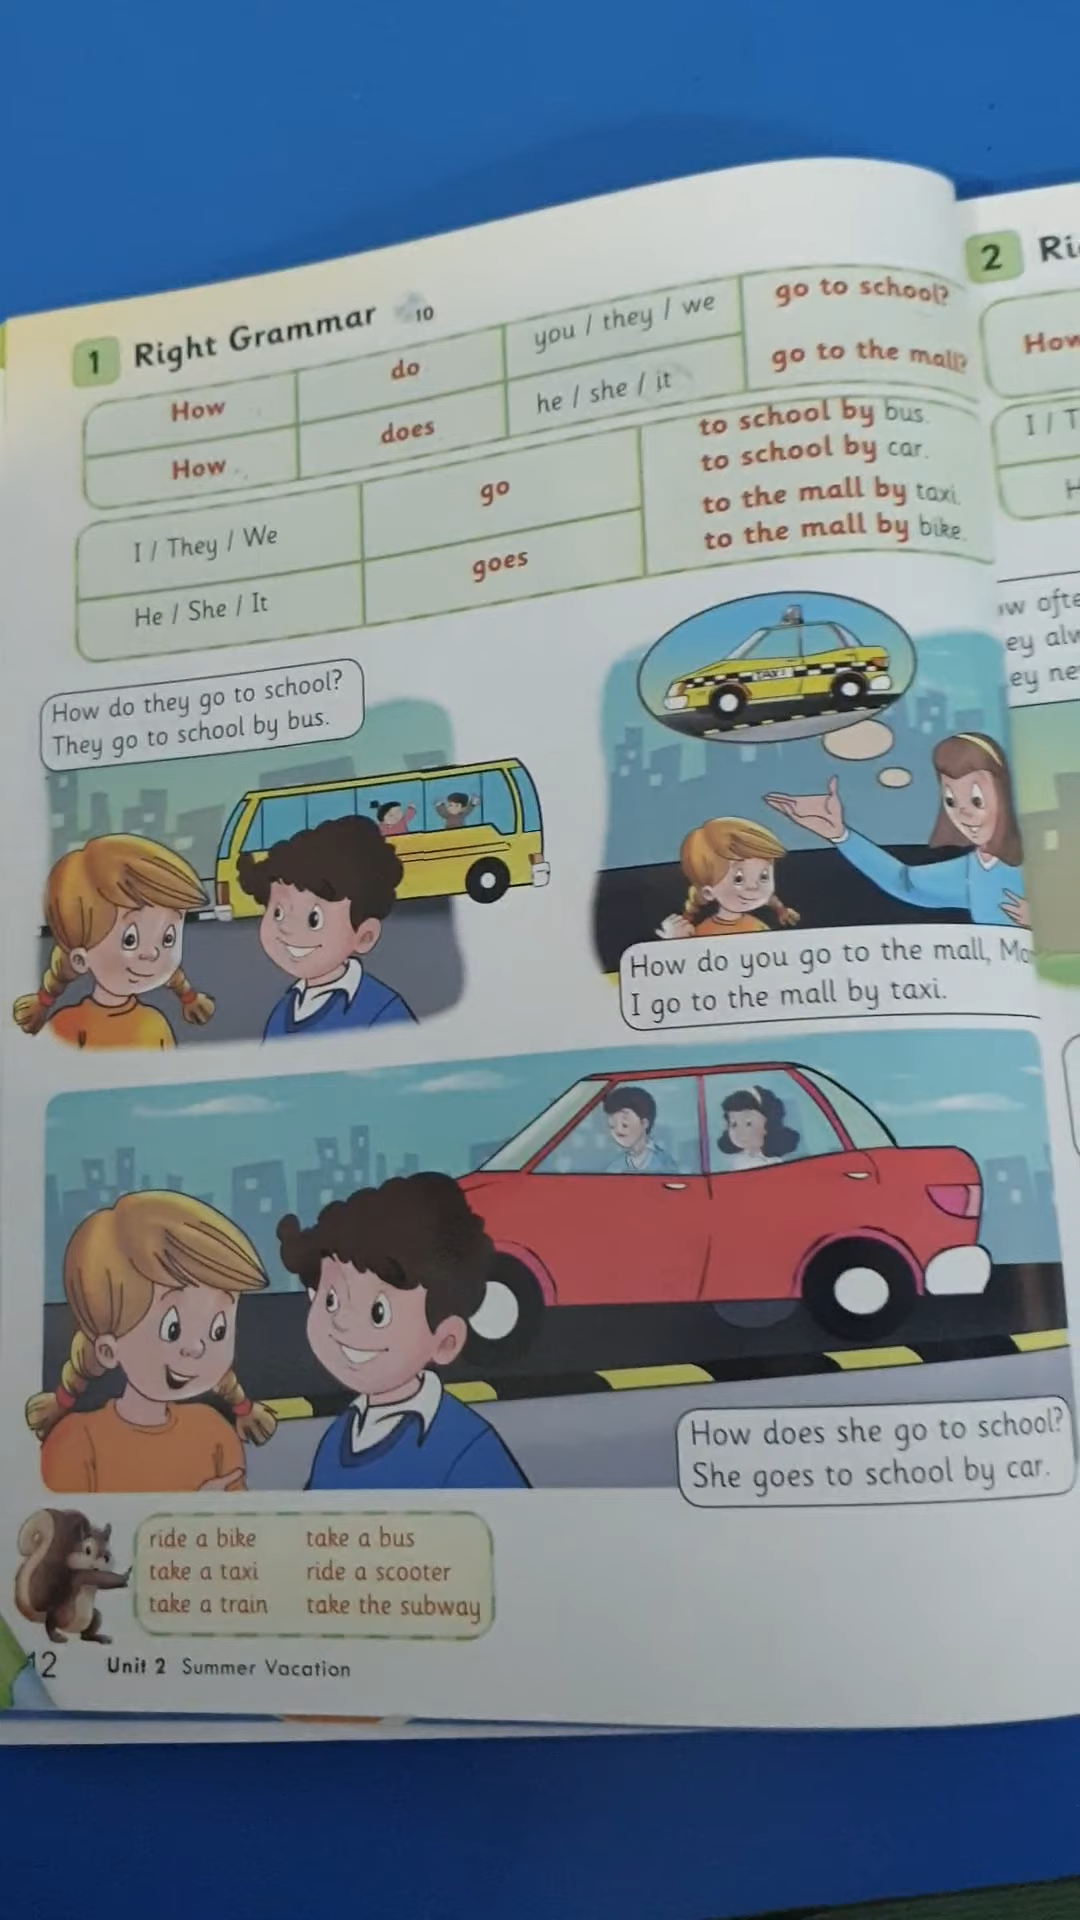 1 Right Grammar 10
How do you / they / we go to school?
How does he / she / it go to the mall?
I / They / We go to school by bus.
to school by car.
He / She / It goes to the mall by taxi.
to the mall by bike.
How do they go to school?
They go to school by bus.
TAXI
How do you go to the mall,
I go to the mall by taxi.
How does she go to school?
She goes to school by car.
ride a bike take a bus
take a taxi ride a scooter
take a train take the subway
12 Unit 2 Summer Vacation
2
How
I /